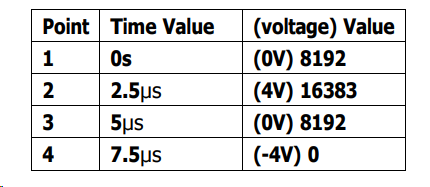 Point Time Value (voltage) Value
1 0s (0V) 8192
2 2.5µs (4V) 16383
3 5µs (0V) 8192
4 7.5µs (-4V) 0